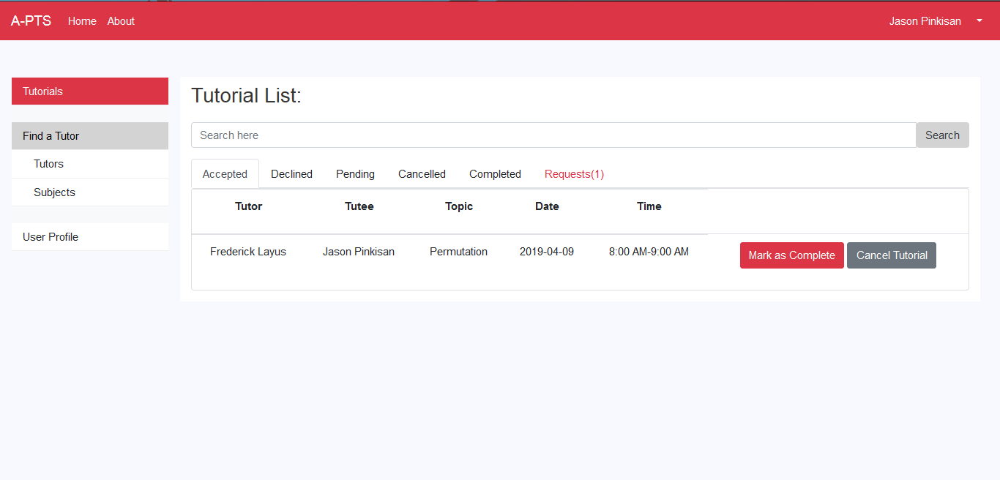 A-PTS Home About Jason Pinkisan
Tutorials
Find a Tutor
Tutors
Subjects
User Profile
Tutorial List:
Search here Search
Accepted Declined Pending Cancelled Completed Requests(1)
Tutor Tutee Topic Date Time
Frederick Layus Jason Pinkisan Permutation 2019-04-09 8:00 AM-9:00 AM Mark as Complete Cancel Tutorial